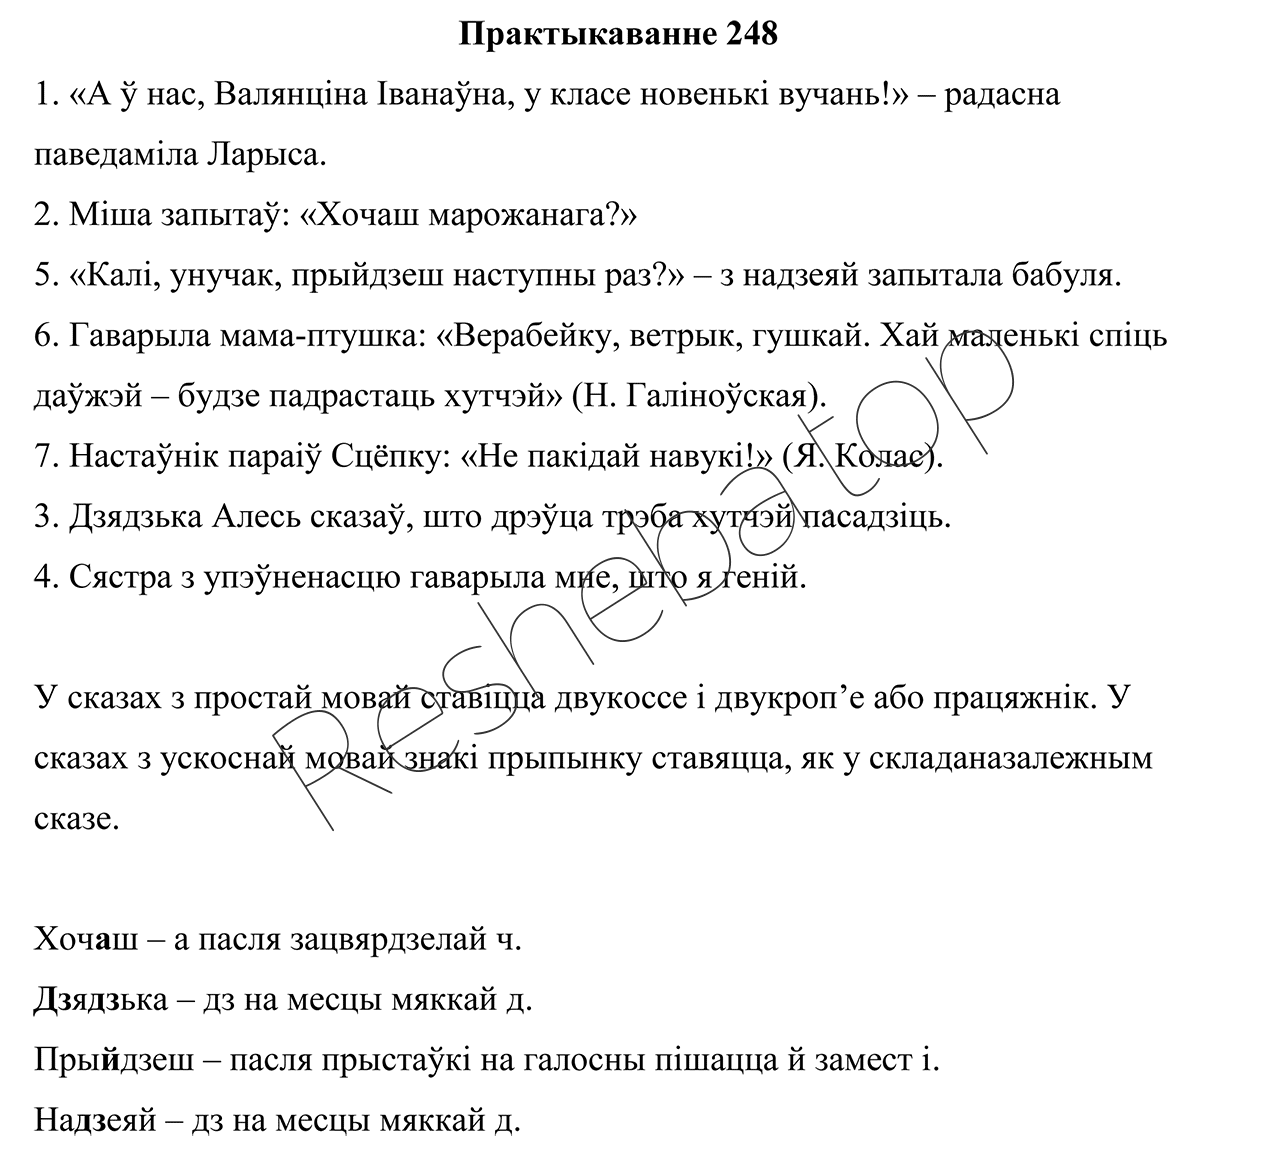 Практыкаванне 248
1. «А ў нас, Валянціна Іванаўна, у класе новенькі вучань!» – радасна
паведаміла Ларыса.
2. Міша запытаў: «Хочаш марожанага?»
5. «Калі, унучак, прыйдзеш наступны раз?» – з надзеяй запытала бабуля.
6. Гаварыла мама-птушка: «Верабейку, ветрык, гушкай. Хай маленькі спіць
даўжэй – будзе падрастаць хутчэй» (Н. Галіноўская).
7. Настаўнік параіў Сцёпку: «Не пакідай навукі!» (Я. Колас).
3. Дзядзька Алесь сказаў, што дрэўца трэба хутчэй пасадзіць.
4. Сястра з упэўненасцю гаварыла мне, што я геній.
У сказах з простай мовай ставіцца двукоссе і двукроп’е або працяжнік. У
сказах з ускоснай мовай знакі прыпынку ставяцца, як у складаназалежным
сказе.
Хочаш – а пасля зацвярдзелай ч.
Дзядзька – дз на месцы мяккай д.
Прыйдзеш – пасля прыстаўкі на галосны пішацца й замест і.
Надзеяй – дз на месцы мяккай д.
Resheba.top